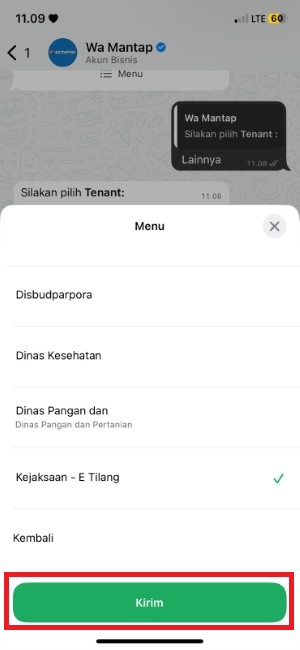 11.09
LTE 60
1
Wa Mantap
Akun Bisnis
Menu
Wa Mantap
Silakan pilih Tenant :
Lainnya
11.08
Silakan pilih Tenant:
11.08
Menu
Disbudparpora
Dinas Kesehatan
Dinas Pangan dan
Dinas Pangan dan Pertanian
Kejaksaan - E Tilang
Kembali
Kirim